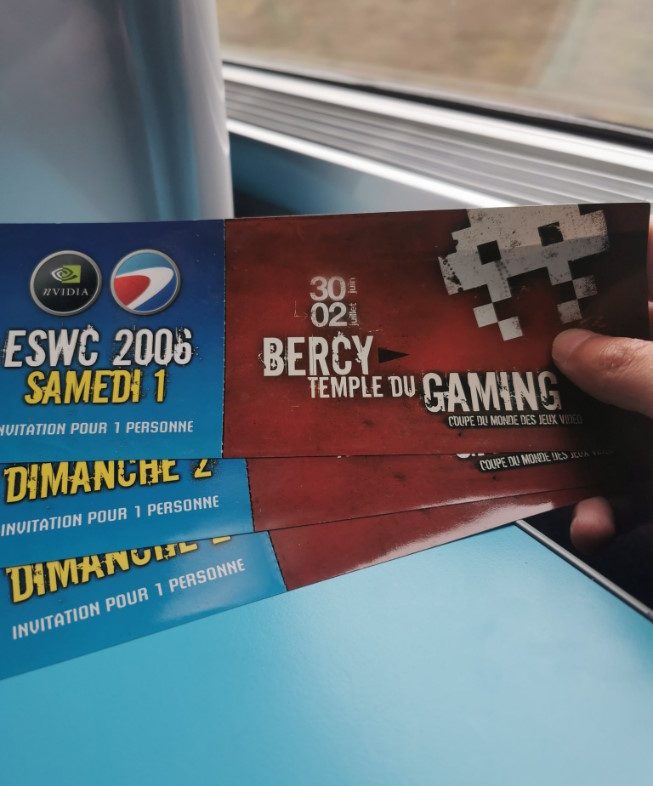 NVIDIA
ESWC 2006
SAMEDI 1
INVITATION POUR 1 PERSONNE
30 juin
02 juillet
BERCY
TEMPLE DU GAMING
COUPE DU MONDE DES JEUX VIDEO
DIMANCHE 2
INVITATION POUR 1 PERSONNE
COUPE DU MONDE DES JEUX VIDEO
DIMANCHE 2
INVITATION POUR 1 PERSONNE